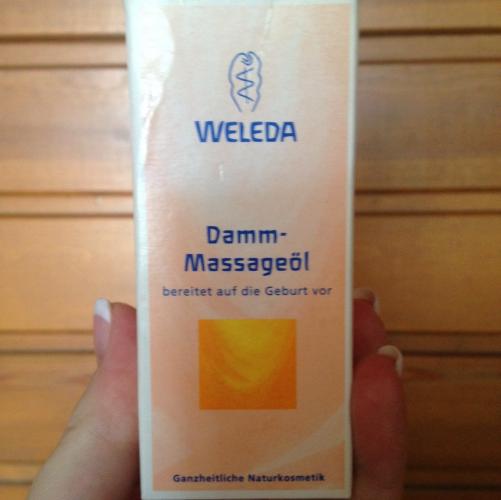 WELEDA
Damm-
Massageöl
bereitet auf die Geburt vor
Ganzheitliche Naturkosmetik